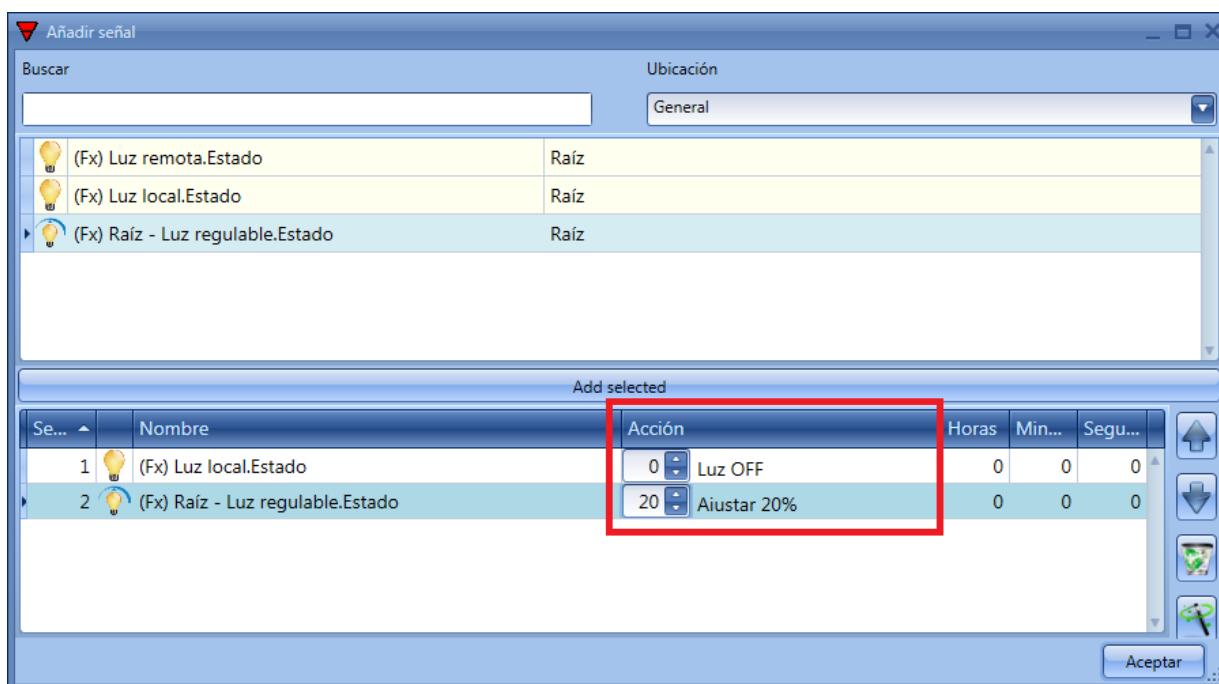 Añadir señal
Buscar Ubicación
General
(Fx) Luz remota.Estado Raíz
(Fx) Luz local.Estado Raíz
(Fx) Raíz - Luz regulable.Estado Raíz
Add selected
Se... Nombre Acción Horas Min... Segu...
1 (Fx) Luz local.Estado 0 Luz OFF 0 0 0
2 (Fx) Raíz - Luz regulable.Estado 20 Aiustar 20% 0 0 0
Aceptar